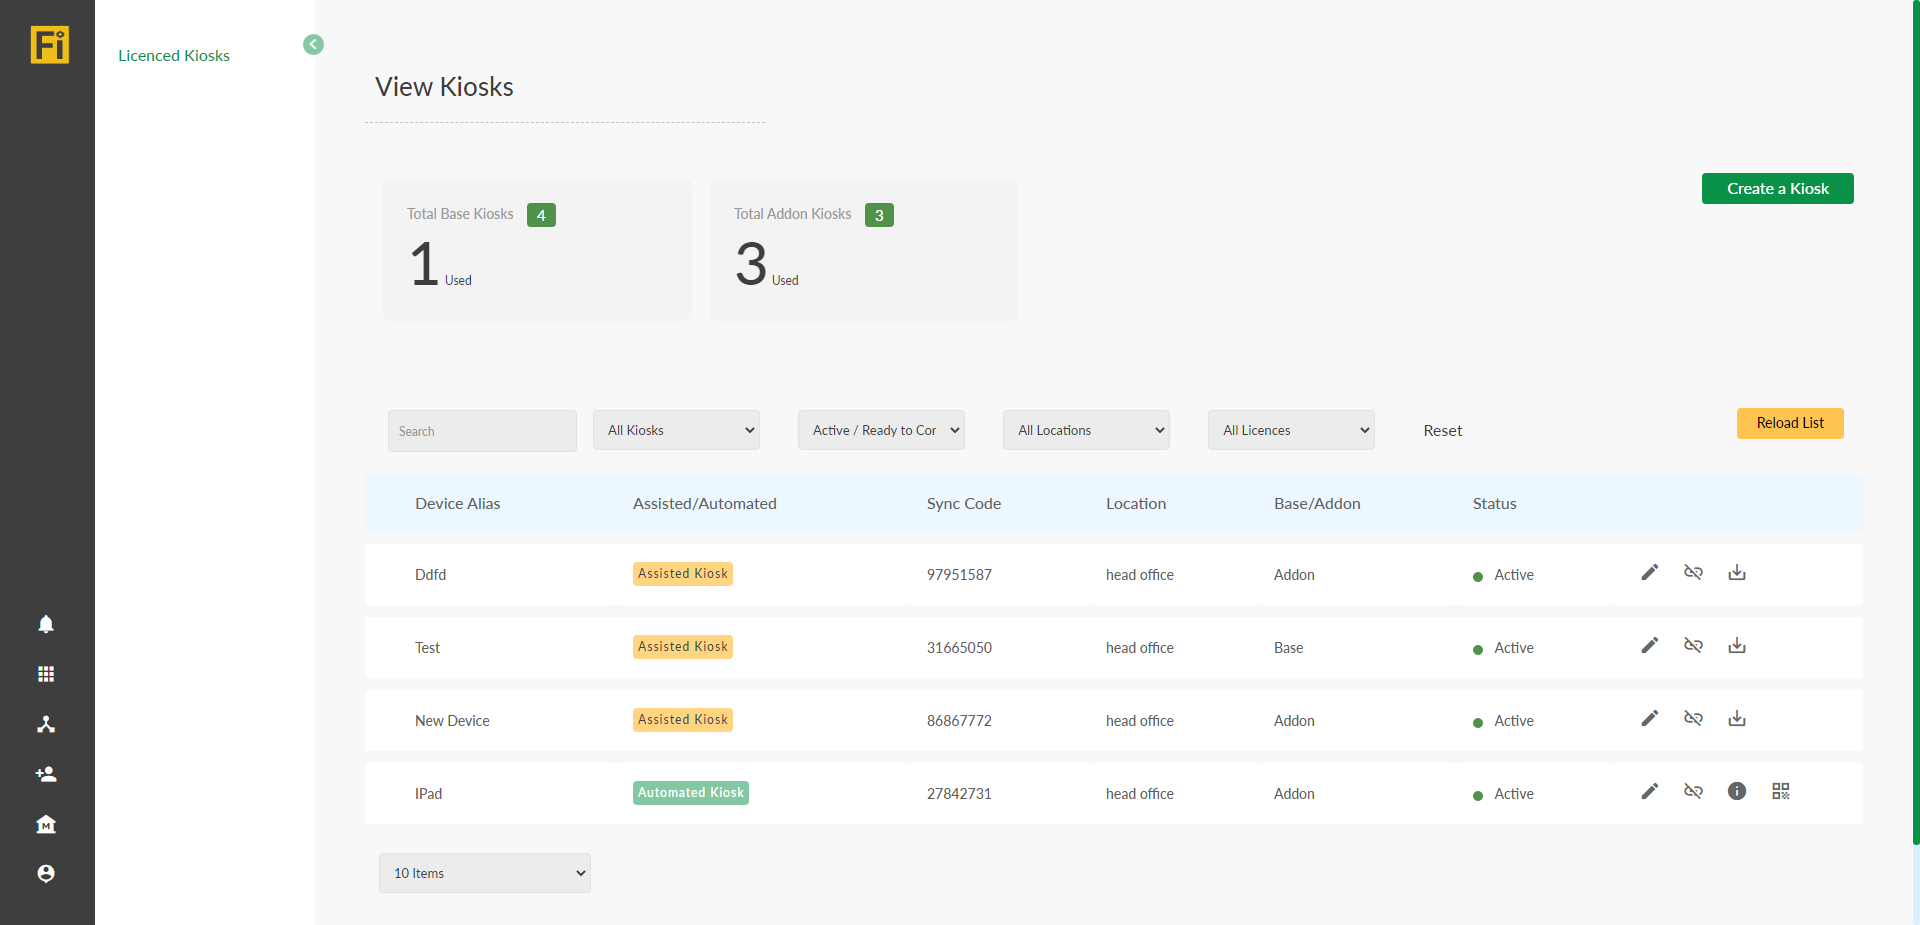 Fi
Licenced Kiosks
View Kiosks
Create a Kiosk
Total Base Kiosks 4
1 Used
Total Addon Kiosks 3
3 Used
Search
All Kiosks
Active / Ready to Cor
All Locations
All Licences
Reset
Reload List
Device Alias Assisted/Automated Sync Code Location Base/Addon Status
Ddfd Assisted Kiosk 97951587 head office Addon Active
Test Assisted Kiosk 31665050 head office Base Active
New Device Assisted Kiosk 86867772 head office Addon Active
IPad Automated Kiosk 27842731 head office Addon Active
10 Items
M